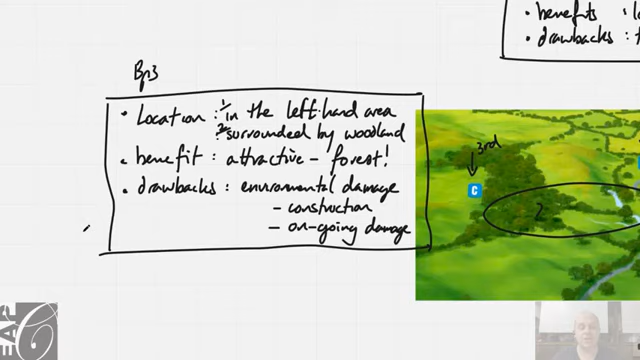 • benefits :
• drawbacks :
Bp3
• Location : 1/ in the left-hand area
2/ surrounded by woodland
• benefit : attractive – forest!
• drawbacks : environmental damage
– construction
– on-going damage
3rd
C
2
EAP